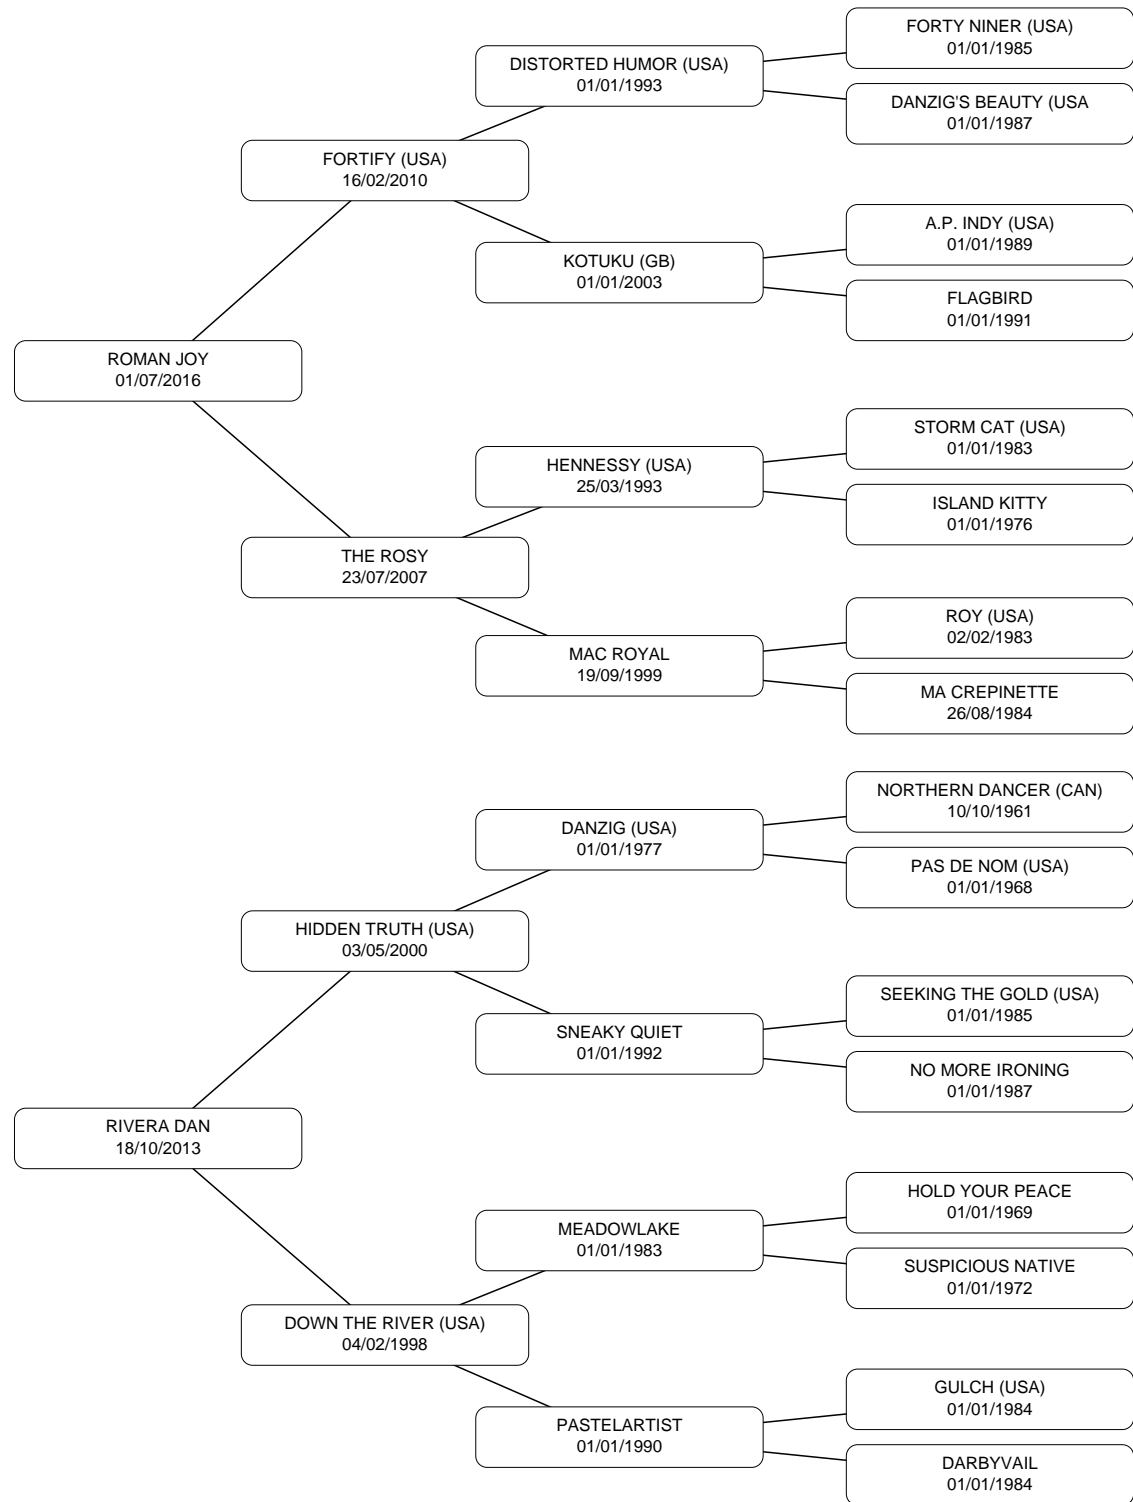 FORTY NINER (USA)
01/01/1985
DISTORTED HUMOR (USA)
01/01/1993
DANZIG'S BEAUTY (USA
01/01/1987
FORTIFY (USA)
16/02/2010
A.P. INDY (USA)
01/01/1989
KOTUKU (GB)
01/01/2003
FLAGBIRD
01/01/1991
ROMAN JOY
01/07/2016
STORM CAT (USA)
01/01/1983
HENNESSY (USA)
25/03/1993
ISLAND KITTY
01/01/1976
THE ROSY
23/07/2007
ROY (USA)
02/02/1983
MAC ROYAL
19/09/1999
MA CREPINETTE
26/08/1984
NORTHERN DANCER (CAN)
10/10/1961
DANZIG (USA)
01/01/1977
PAS DE NOM (USA)
01/01/1968
HIDDEN TRUTH (USA)
03/05/2000
SEEKING THE GOLD (USA)
01/01/1985
SNEAKY QUIET
01/01/1992
NO MORE IRONING
01/01/1987
RIVERA DAN
18/10/2013
HOLD YOUR PEACE
01/01/1969
MEADOWLAKE
01/01/1983
SUSPICIOUS NATIVE
01/01/1972
DOWN THE RIVER (USA)
04/02/1998
GULCH (USA)
01/01/1984
PASTELARTIST
01/01/1990
DARBYVAIL
01/01/1984